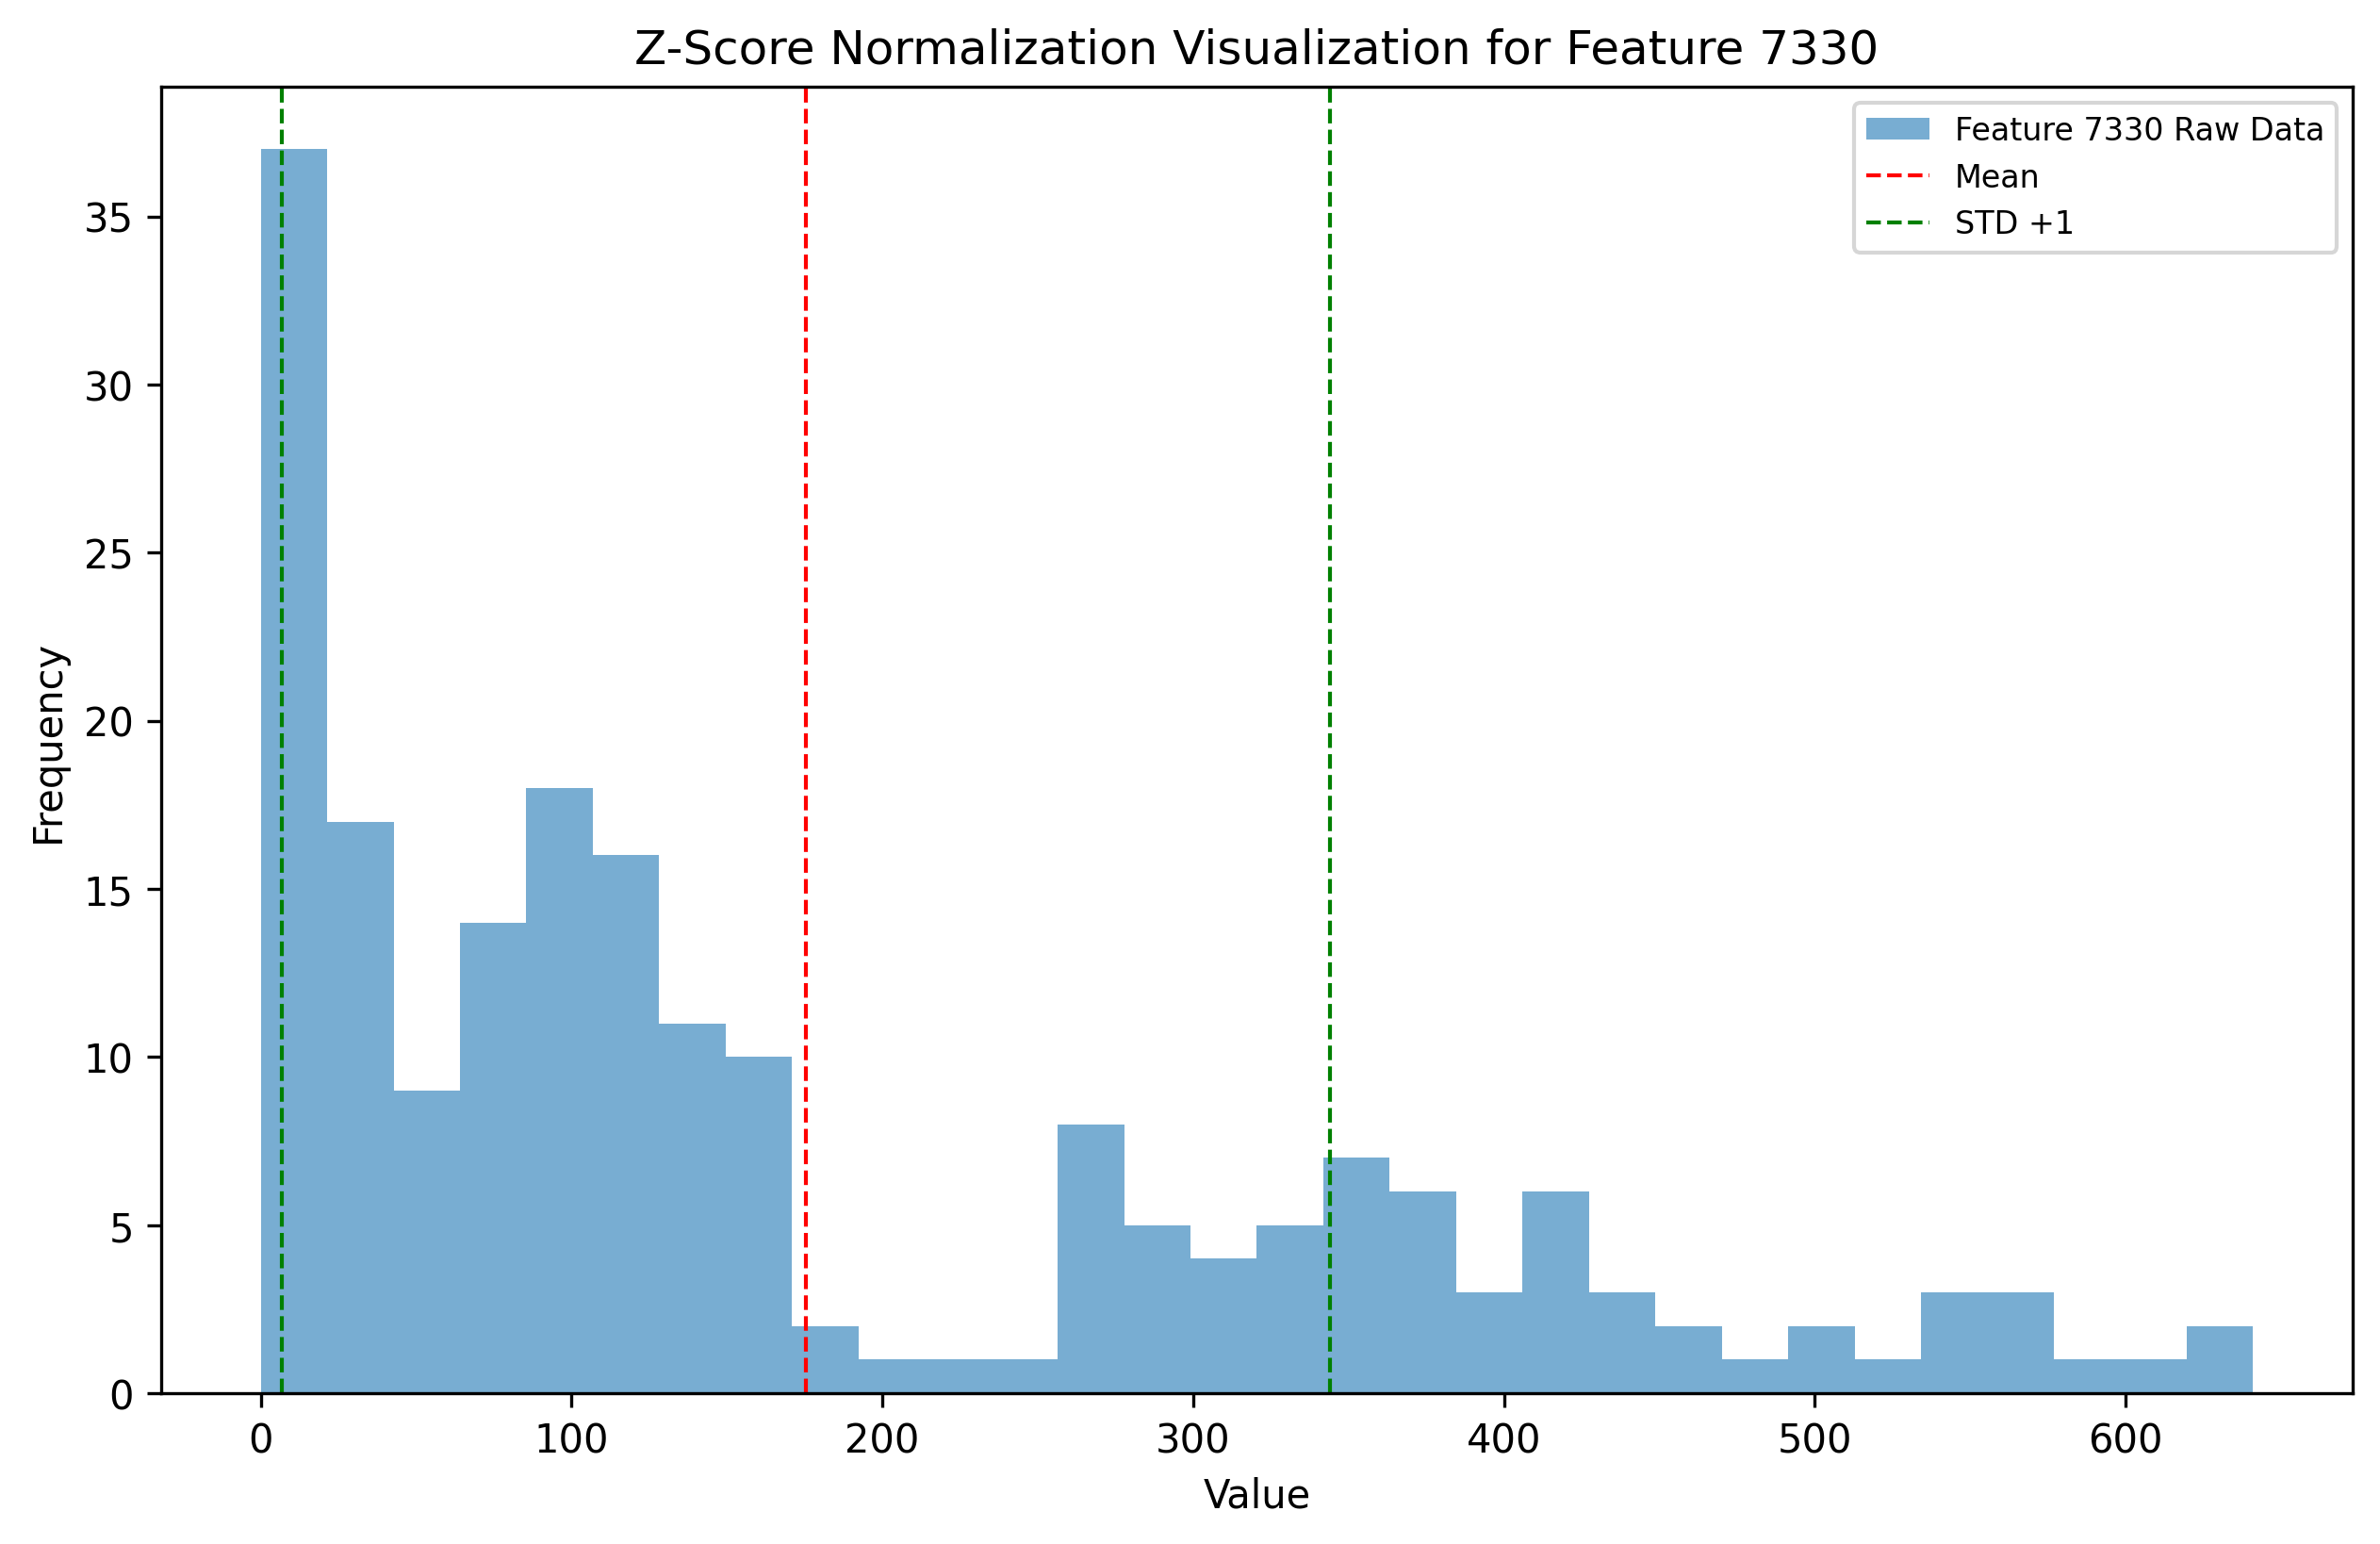 Z-Score Normalization Visualization for Feature 7330
Feature 7330 Raw Data
Mean
STD +1
Frequency
35
30
25
20
15
10
5
0
0 100 200 300 400 500 600
Value